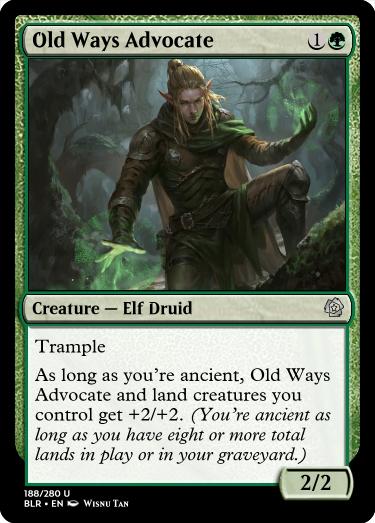 Old Ways Advocate 1
Creature — Elf Druid
Trample
As long as you're ancient, Old Ways
Advocate and land creatures you
control get +2/+2. (You're ancient as
long as you have eight or more total
lands in play or in your graveyard.)
2/2
188/280 U
BLR • EN Wisnu Tan